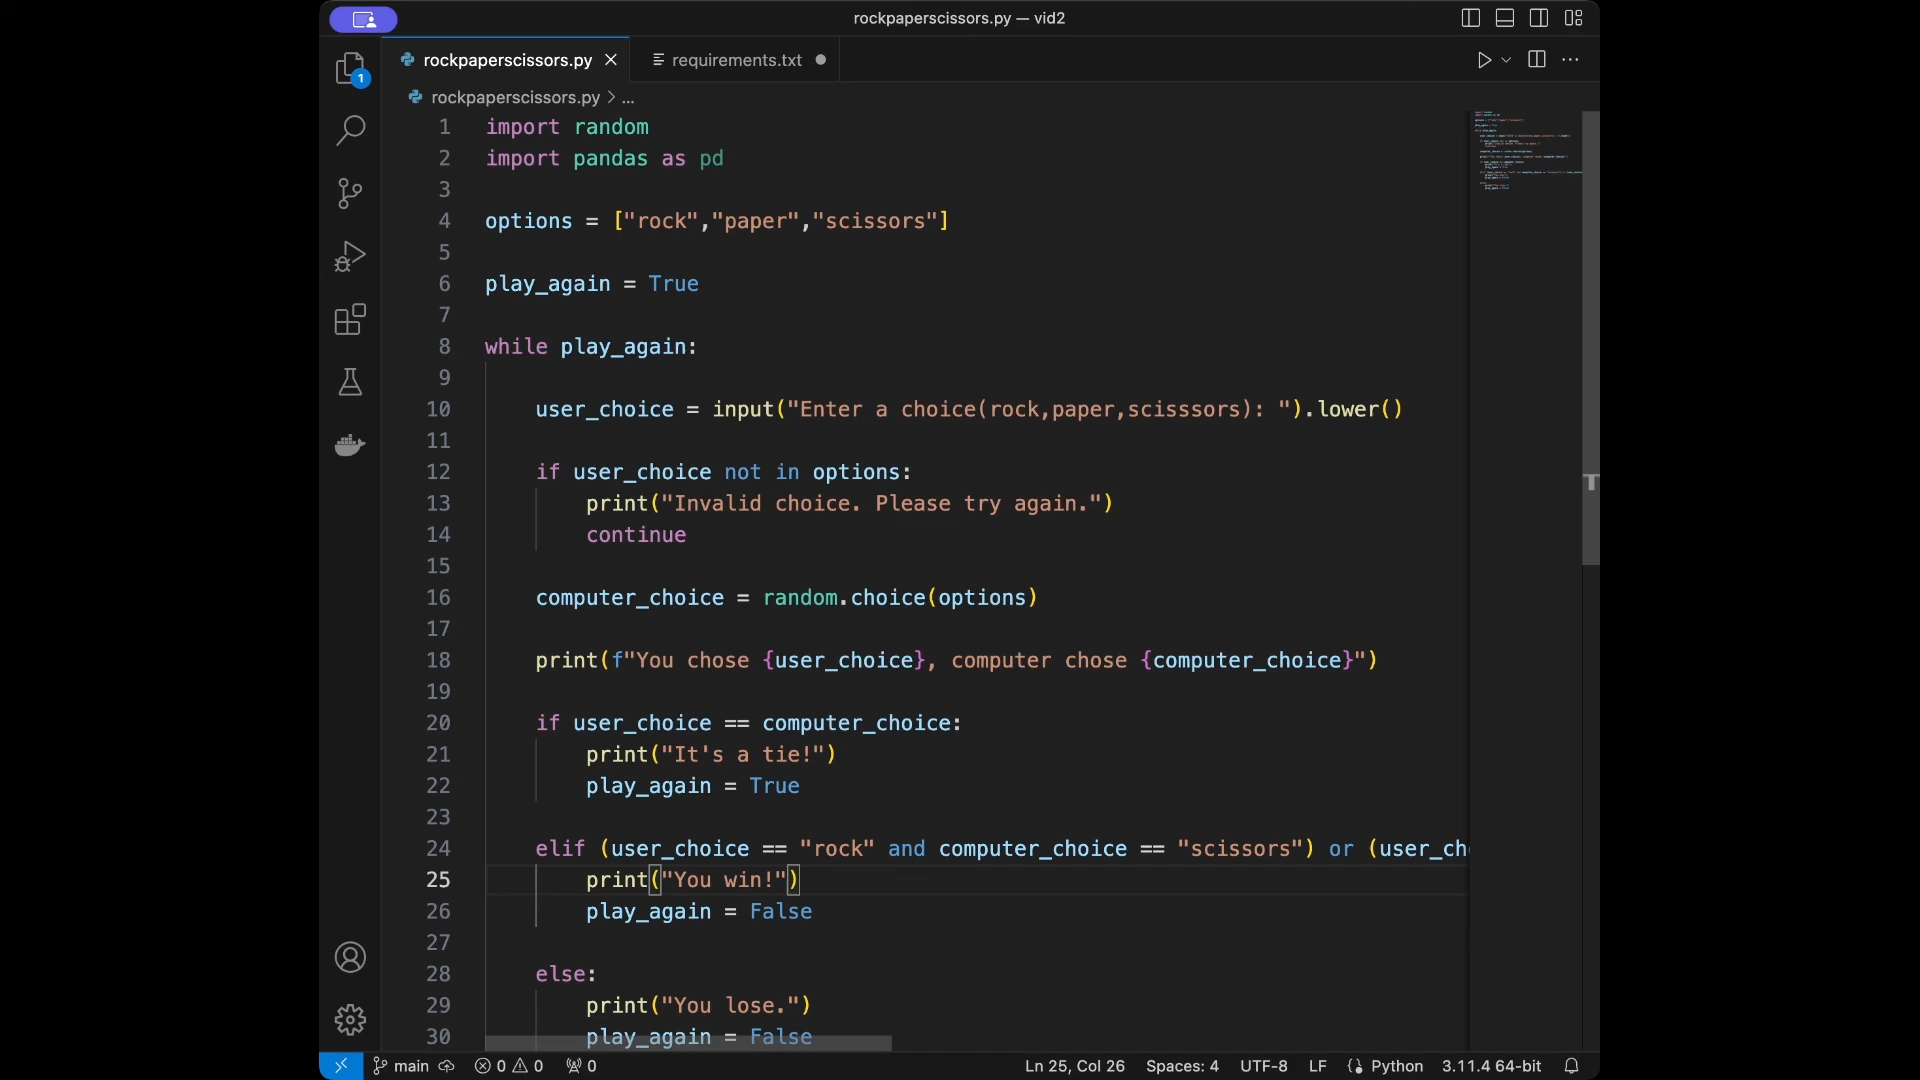 rockpaperscissors.py — vid2
rockpaperscissors.py
requirements.txt
1
rockpaperscissors.py > ...
1 import random
2 import pandas as pd
3
4 options = ["rock","paper","scissors"]
5
6 play_again = True
7
8 while play_again:
9
10 user_choice = input("Enter a choice(rock,paper,scisssors): ").lower()
11
12 if user_choice not in options:
13 print("Invalid choice. Please try again.")
14 continue
15
16 computer_choice = random.choice(options)
17
18 print(f"You chose {user_choice}, computer chose {computer_choice}")
19
20 if user_choice == computer_choice:
21 print("It's a tie!")
22 play_again = True
23
24 elif (user_choice == "rock" and computer_choice == "scissors") or (user_ch
25 print("You win!")
26 play_again = False
27
28 else:
29 print("You lose.")
30 play_again = False
main 0 0 0 Ln 25, Col 26 Spaces: 4 UTF-8 LF Python 3.11.4 64-bit